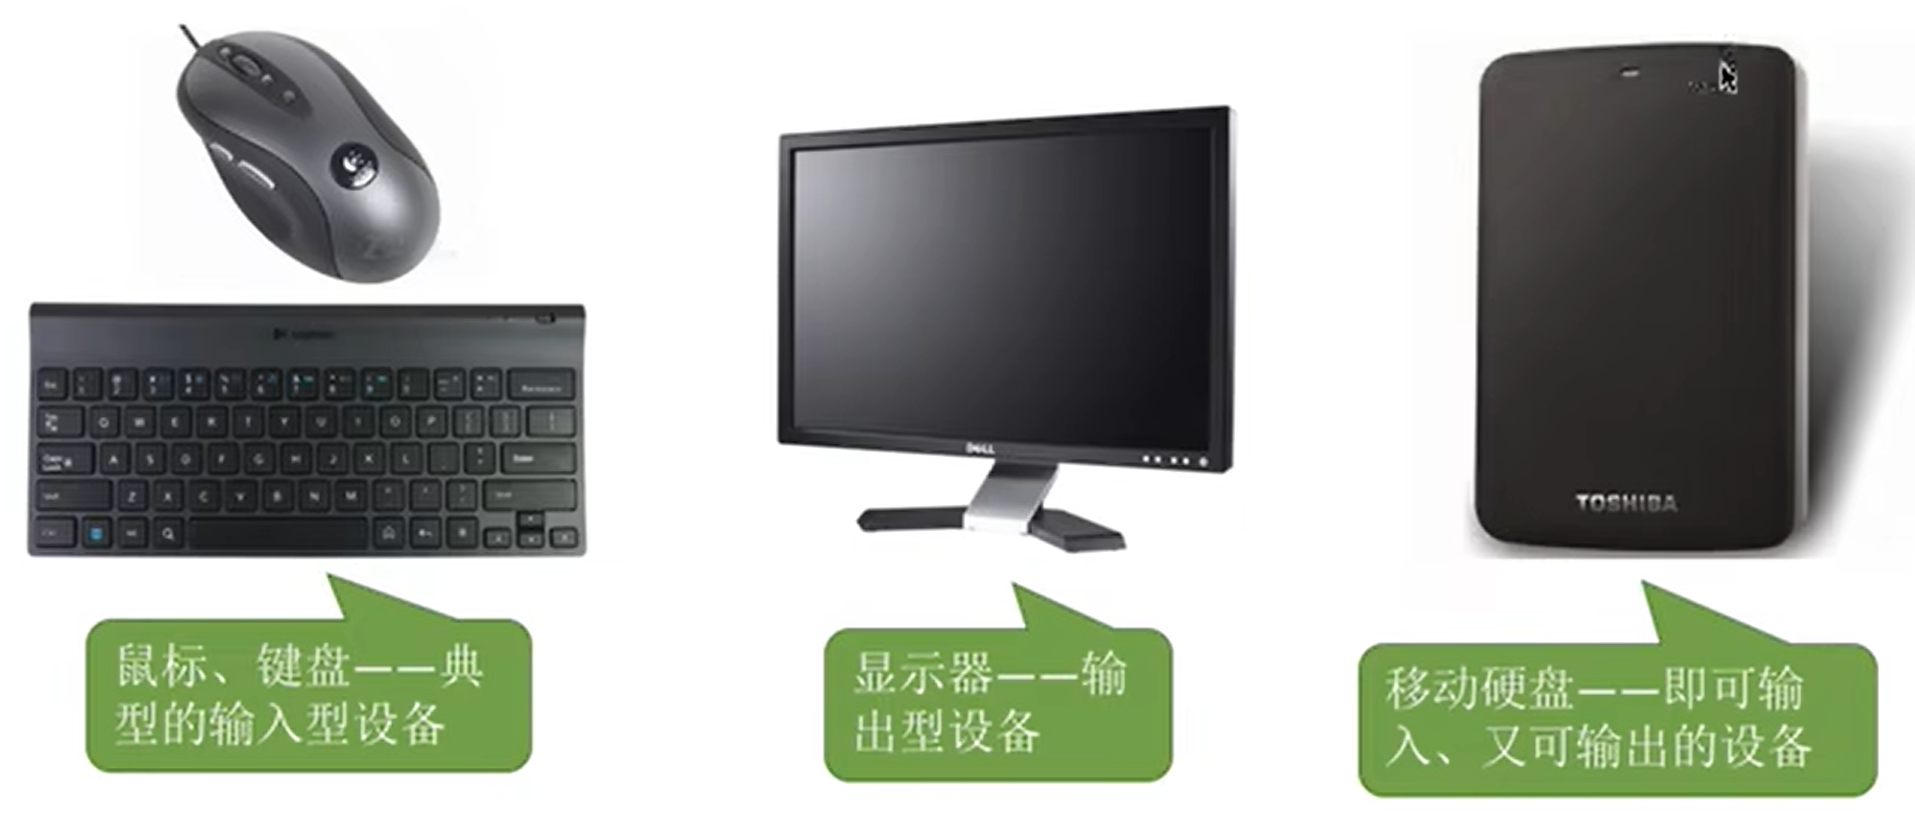 DELL
TOSHIBA
鼠标、键盘——典
型的输入型设备
显示器——输
出型设备
移动硬盘——即可输
入、又可输出的设备